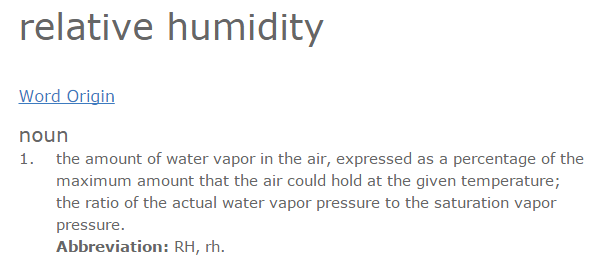 relative humidity
Word Origin
noun
1. the amount of water vapor in the air, expressed as a percentage of the
maximum amount that the air could hold at the given temperature;
the ratio of the actual water vapor pressure to the saturation vapor
pressure.
Abbreviation: RH, rh.